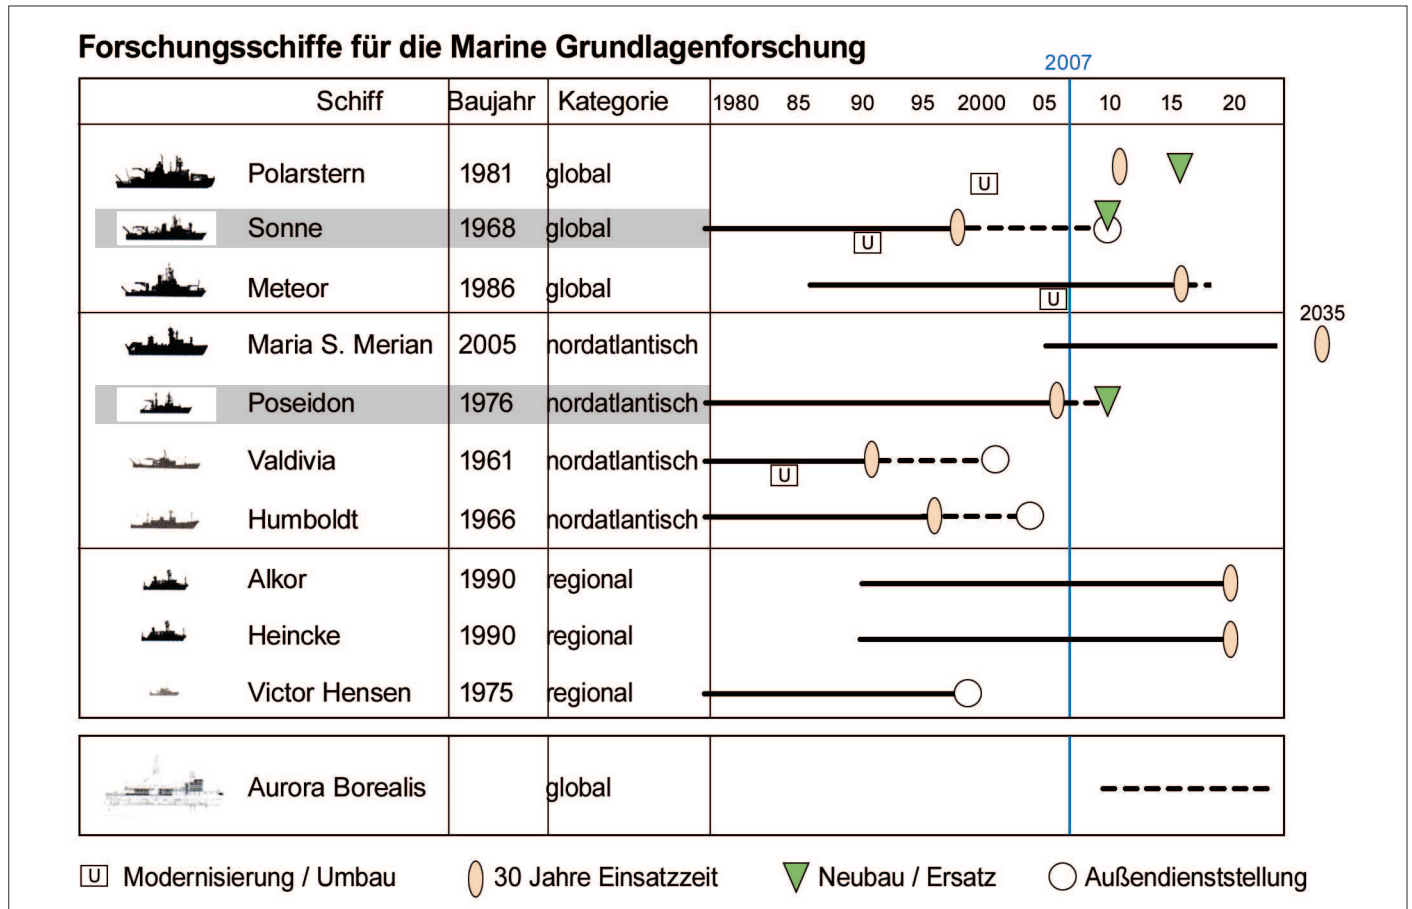 Forschungsschiffe für die Marine Grundlagenforschung
2007
Schiff Baujahr Kategorie 1980 85 90 95 2000 05 10 15 20
Polarstern 1981 global
U
Sonne 1968 global
U
Meteor 1986 global
U
2035
Maria S. Merian 2005 nordatlantisch
Poseidon 1976 nordatlantisch
Valdivia 1961 nordatlantisch
U
Humboldt 1966 nordatlantisch
Alkor 1990 regional
Heincke 1990 regional
Victor Hensen 1975 regional
Aurora Borealis global
U Modernisierung / Umbau 30 Jahre Einsatzzeit Neubau / Ersatz Außendienststellung